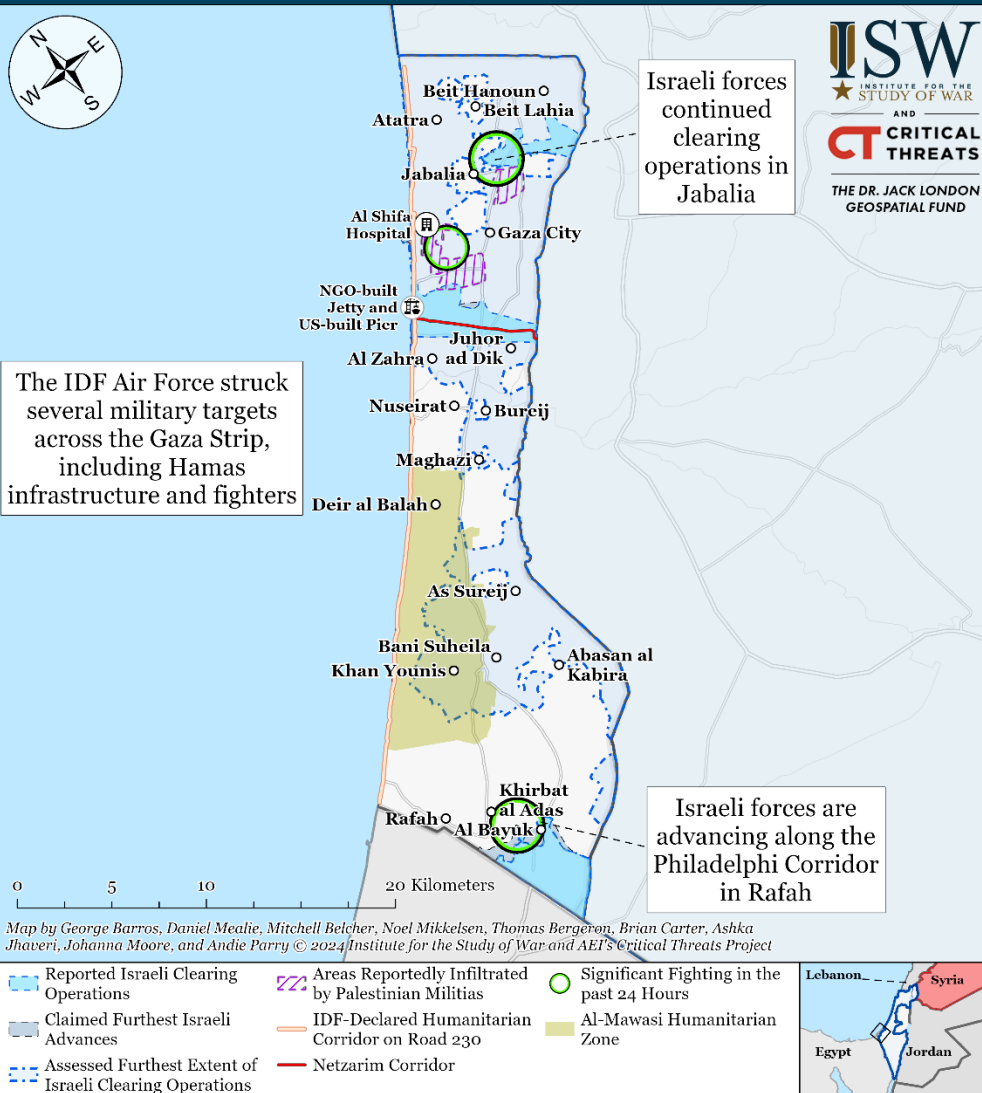 N
E
W
S
ISW
INSTITUTE FOR THE
STUDY OF WAR
AND
CT CRITICAL
THREATS
THE DR. JACK LONDON
GEOSPATIAL FUND
Israeli forces
continued
clearing
operations in
Jabalia
Beit Hanoun
Beit Lahia
Atatra
Jabalia
Al Shifa
Hospital
Gaza City
NGO-built
Jetty and
US-built Pier
Juhor
ad Dik
Al Zahra
The IDF Air Force struck
several military targets
across the Gaza Strip,
including Hamas
infrastructure and fighters
Nuseirat
Bureij
Maghazi
Deir al Balah
As Sureij
Bani Suheila
Khan Younis
Abasan al
Kabira
Khirbat
al Adas
Rafah
Al Bayuk
Israeli forces are
advancing along the
Philadelphi Corridor
in Rafah
0 5 10 20 Kilometers
Map by George Barros, Daniel Mealie, Mitchell Belcher, Noel Mikkelsen, Thomas Bergeron, Brian Carter, Ashka
Jhaveri, Johanna Moore, and Andie Parry © 2024 Institute for the Study of War and AEI's Critical Threats Project
Reported Israeli Clearing
Operations
Claimed Furthest Israeli
Advances
Assessed Furthest Extent of
Israeli Clearing Operations
Areas Reportedly Infiltrated
by Palestinian Militias
IDF-Declared Humanitarian
Corridor on Road 230
Netzarim Corridor
Significant Fighting in the
past 24 Hours
Al-Mawasi Humanitarian
Zone
Lebanon
Syria
Egypt
Jordan